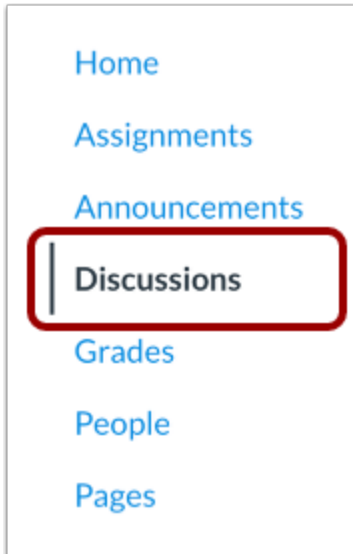 Home
Assignments
Announcements
Discussions
Grades
People
Pages